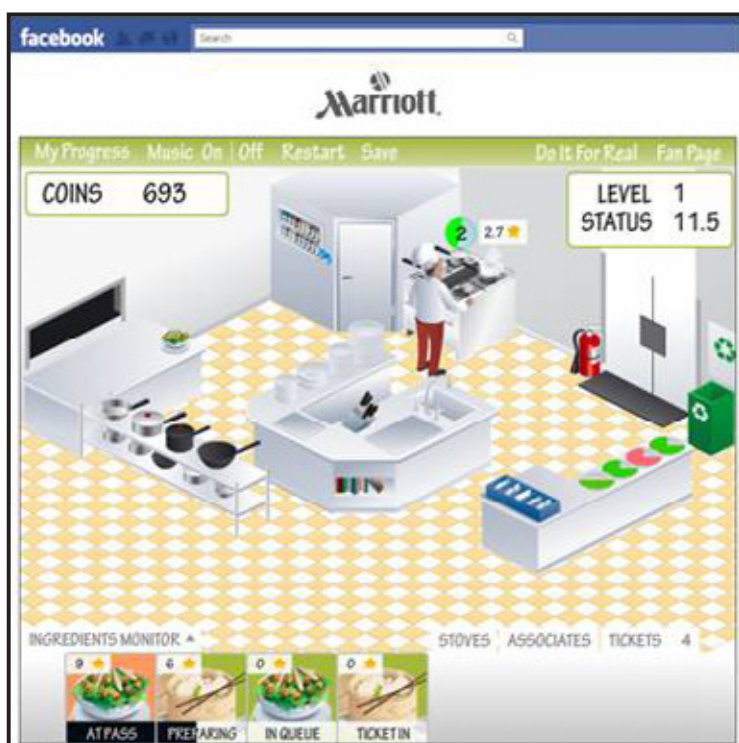 facebook Search
Marriott
My Progress Music On | Off Restart Save Do It For Real Fan Page
COINS 693
LEVEL 1
STATUS 11.5
2 2.7
INGREDIENTS MONITOR STOVES ASSOCIATES TICKETS 4
9 6 0 0
AT PASS PREPARING IN QUEUE TICKET IN